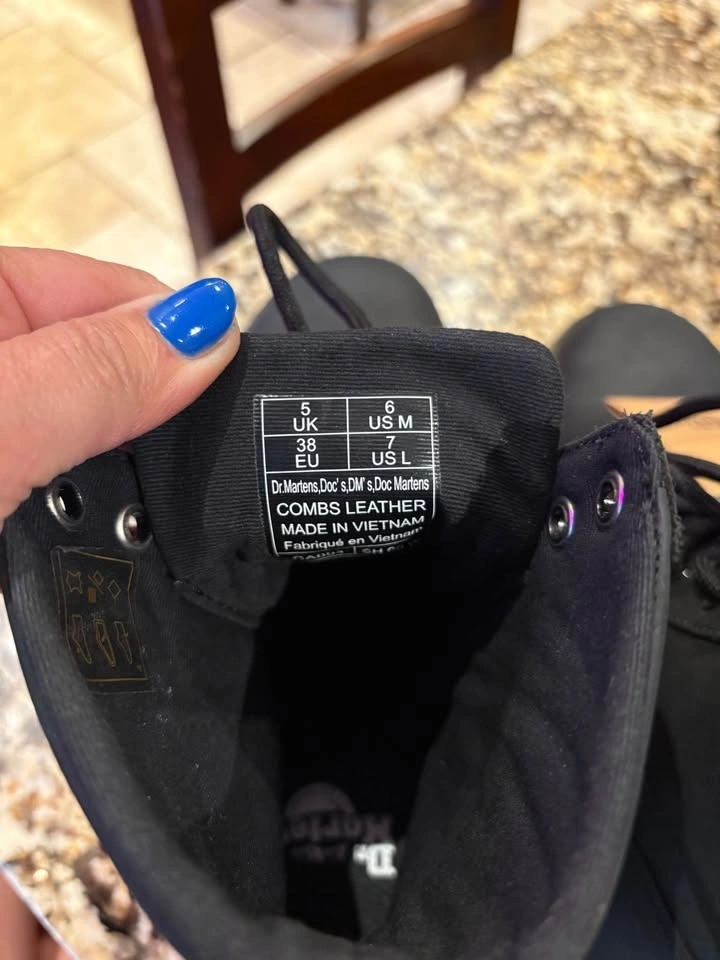 5 UK
6 US M
38 EU
7 US L
Dr.Martens,Doc's,DM's,Doc Martens
COMBS LEATHER
MADE IN VIETNAM
Fabriqué en Vietnam
Dr.